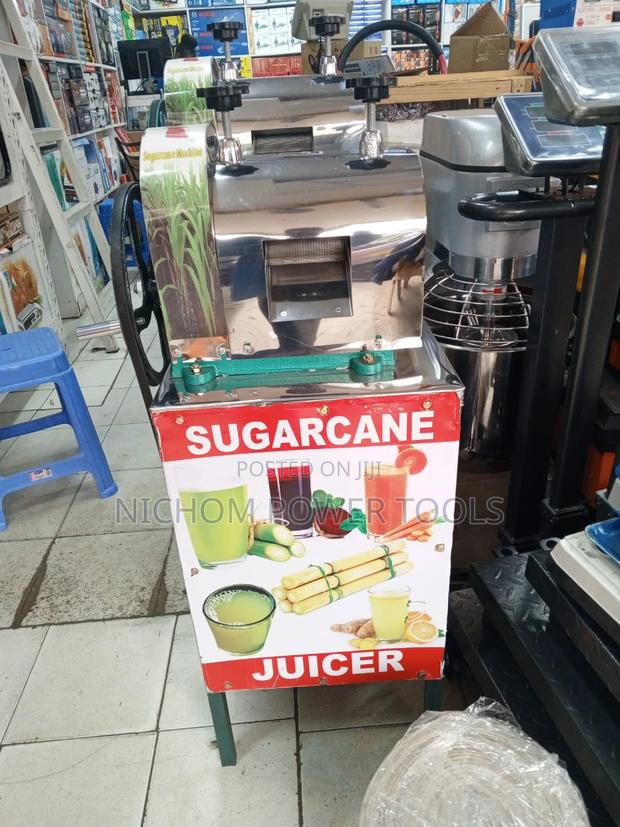 Sugarcane Machine
SUGARCANE
POSTED ON JIJI
NICHOM POWER TOOLS
JUICER